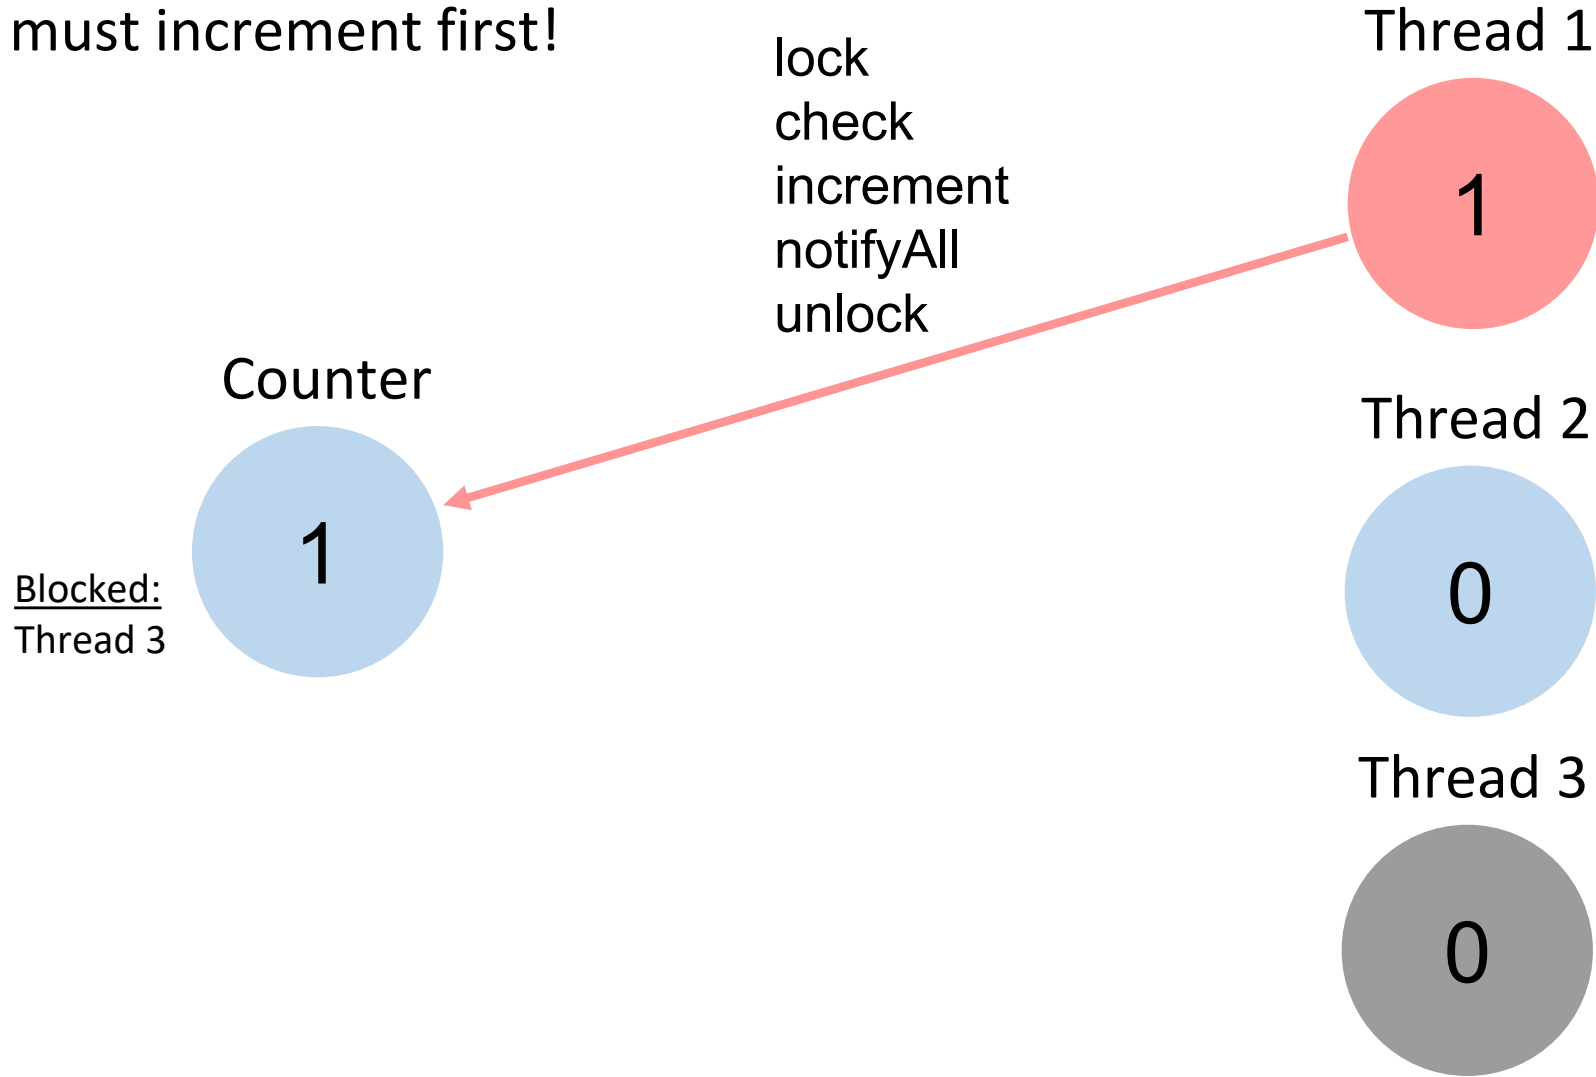 must increment first!
lock
check
increment
notifyAll
unlock
Thread 1
1
Counter
1
Blocked:
Thread 3
Thread 2
0
Thread 3
0